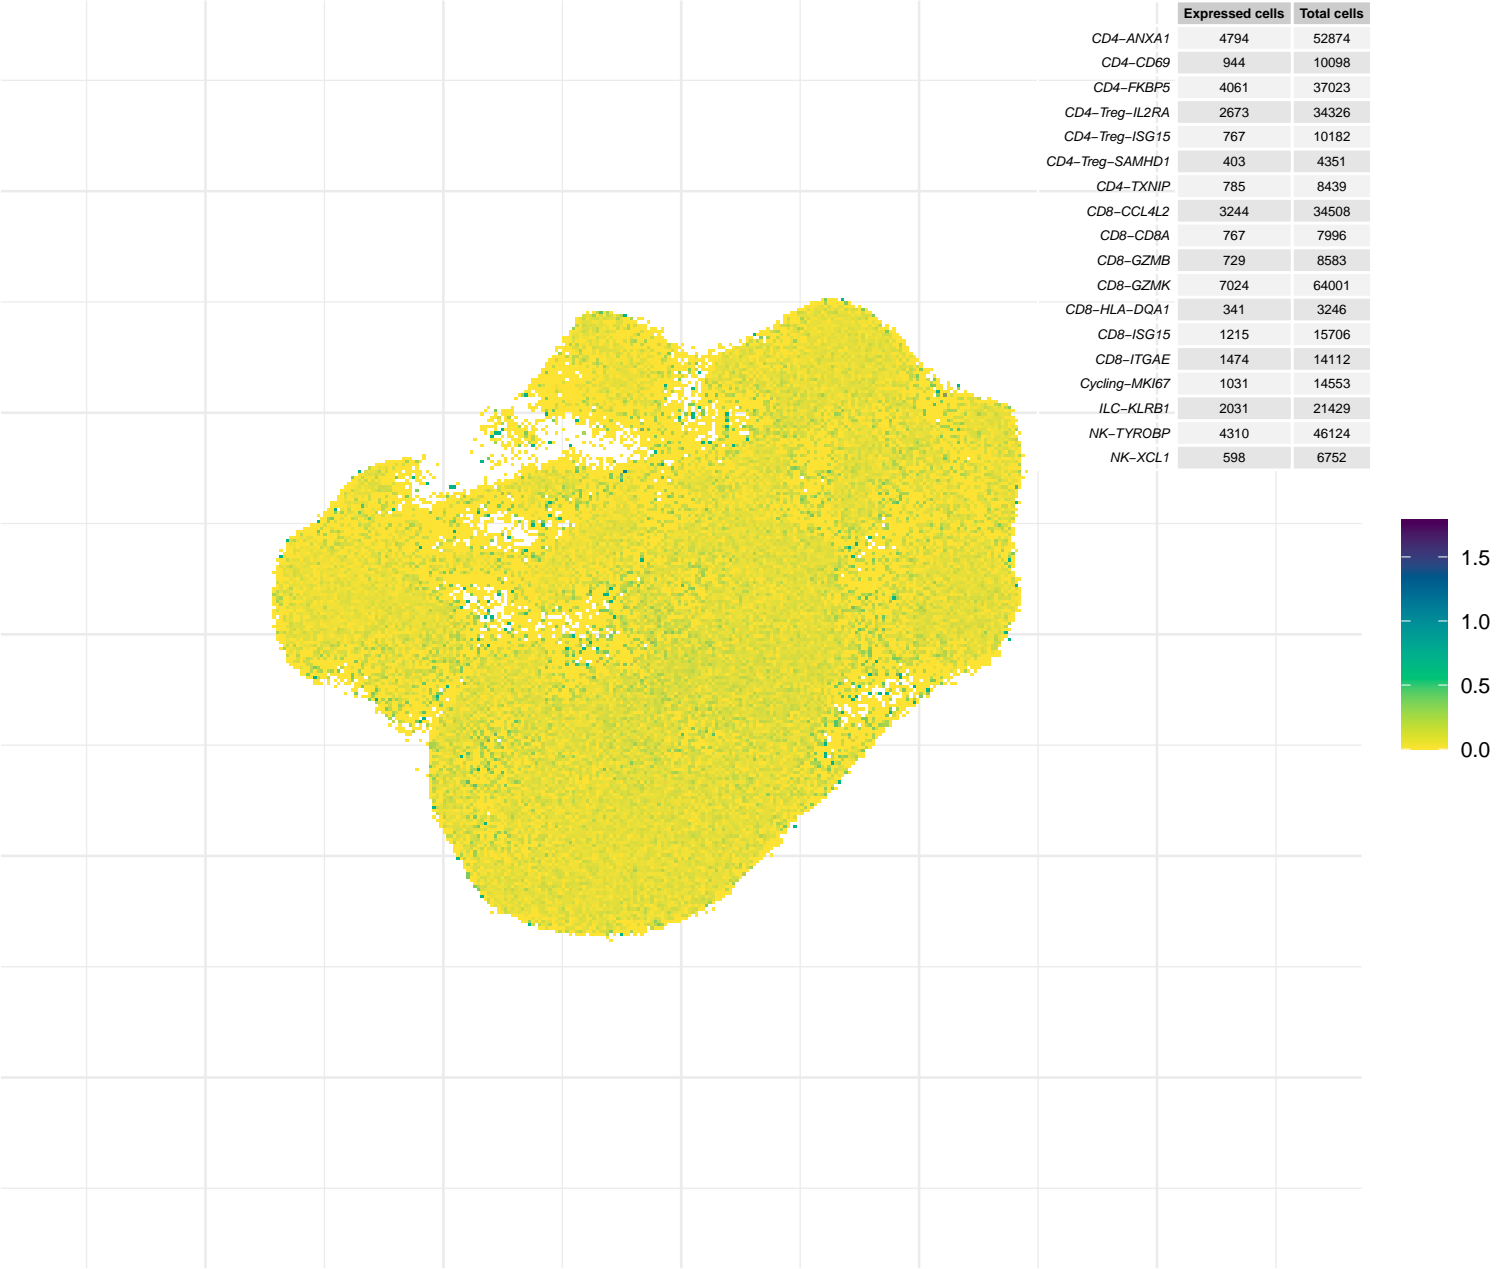 Expressed cells Total cells
CD4−ANXA1 4794 52874
CD4−CD69 944 10098
CD4−FKBP5 4061 37023
CD4−Treg−IL2RA 2673 34326
CD4−Treg−ISG15 767 10182
CD4−Treg−SAMHD1 403 4351
CD4−TXNIP 785 8439
CD8−CCL4L2 3244 34508
CD8−CD8A 767 7996
CD8−GZMB 729 8583
CD8−GZMK 7024 64001
CD8−HLA−DQA1 341 3246
CD8−ISG15 1215 15706
CD8−ITGAE 1474 14112
Cycling−MKI67 1031 14553
ILC−KLRB1 2031 21429
NK−TYROBP 4310 46124
NK−XCL1 598 6752
1.5
1.0
0.5
0.0